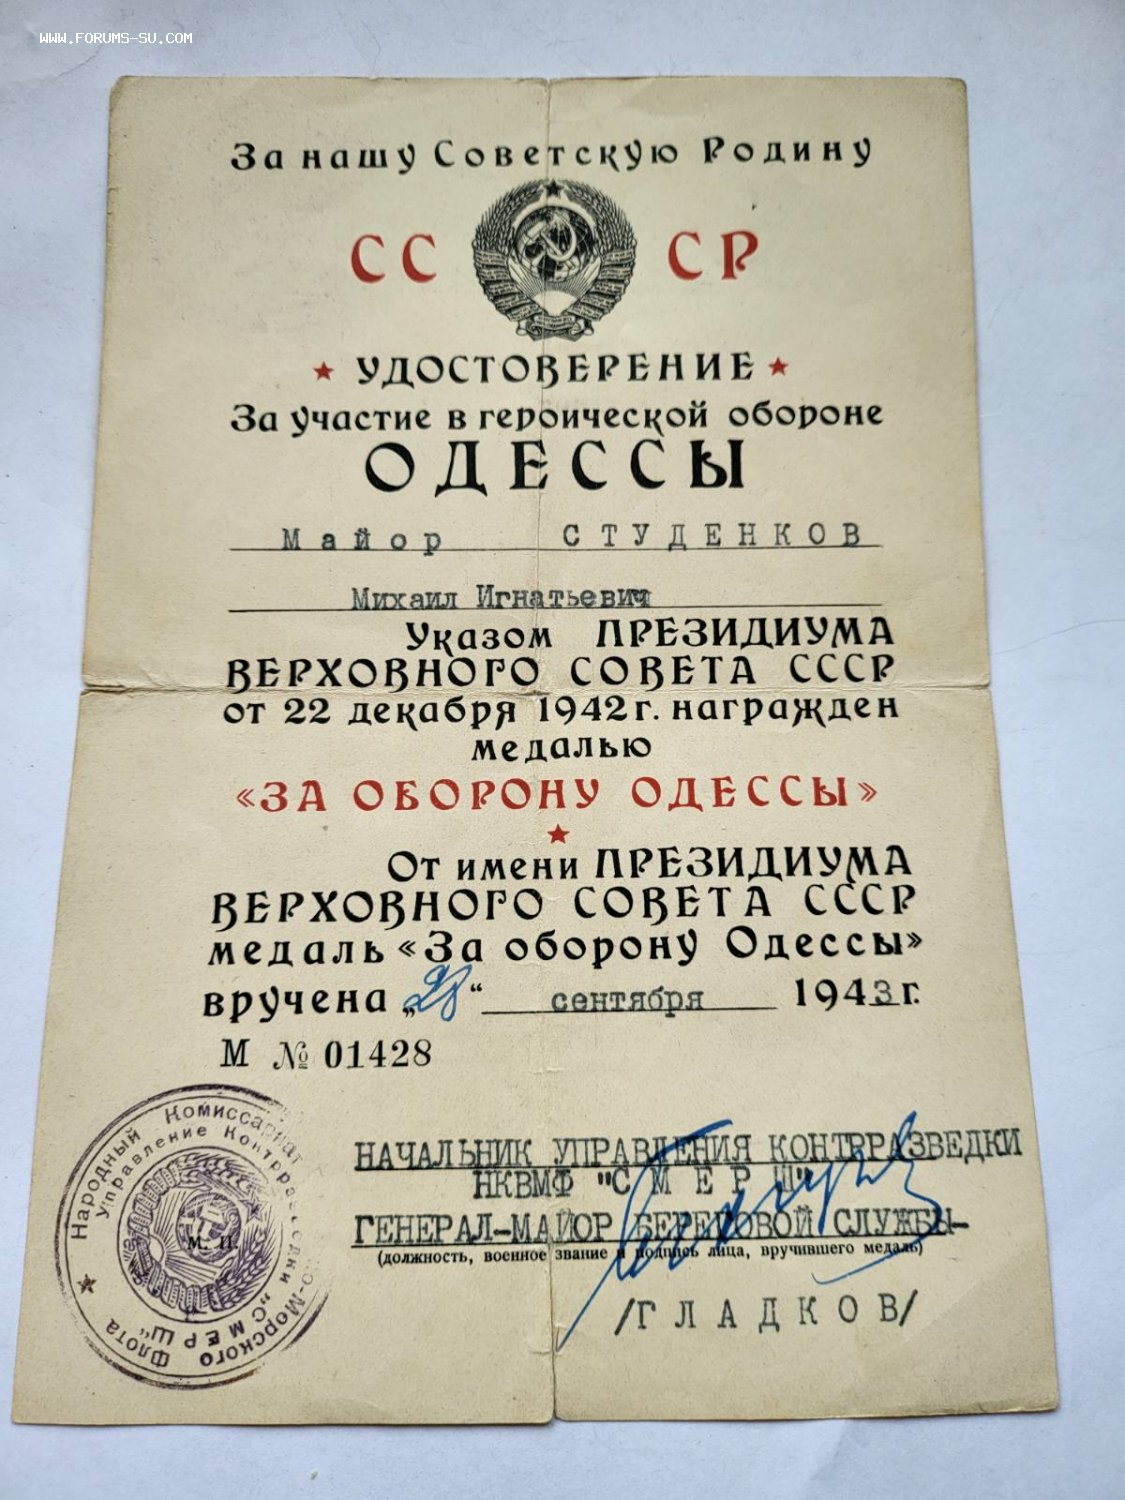 WWW.FORUMS-SU.COM
За нашу Советскую Родину
СС СР
УДОСТОВЕРЕНИЕ
За участие в героической обороне
ОДЕССЫ
Майор СТУДЕНКОВ
Михаил Игнатьевич
Указом ПРЕЗИДИУМА
ВЕРХОВНОГО СОВЕТА СССР
от 22 декабря 1942 г. награжден
медалью
«ЗА ОБОРОНУ ОДЕССЫ»
От имени ПРЕЗИДИУМА
ВЕРХОВНОГО СОВЕТА СССР
медаль «За оборону Одессы»
вручена „28“ сентября 1943 г.
М № 01428
НАЧАЛЬНИК УПРАВЛЕНИЯ КОНТРРАЗВЕДКИ
НКВМФ "СМЕРШ"
ГЕНЕРАЛ-МАЙОР БЕРЕГОВОЙ СЛУЖБЫ-
(должность, военное звание и подпись лица, вручившего медаль)
/ГЛАДКОВ/
Народный Комиссариат
Морского Флота
Управление Контрразведки "СМЕРШ"
М. П.